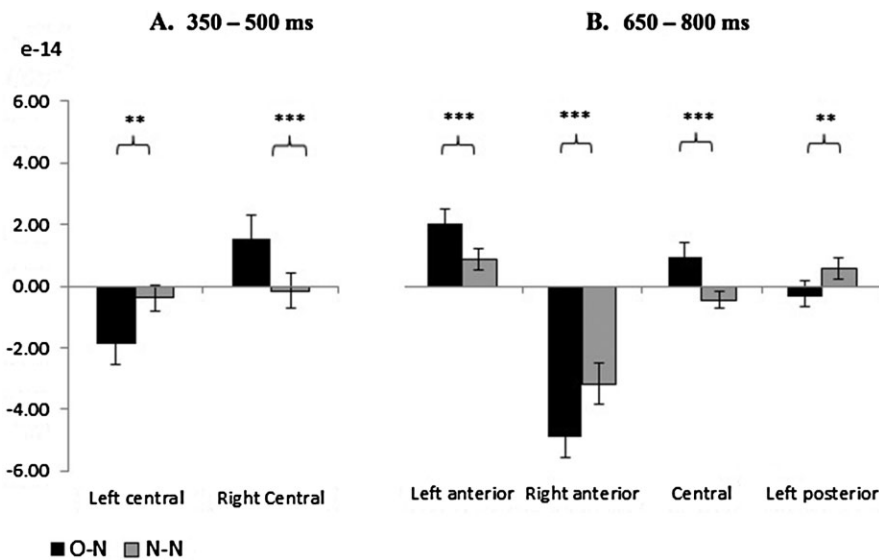 A. 350 – 500 ms
B. 650 – 800 ms
e-14
6.00
4.00
2.00
0.00
-2.00
-4.00
-6.00
** *** *** *** *** **
Left central Right Central Left anterior Right anterior Central Left posterior
O-N N-N